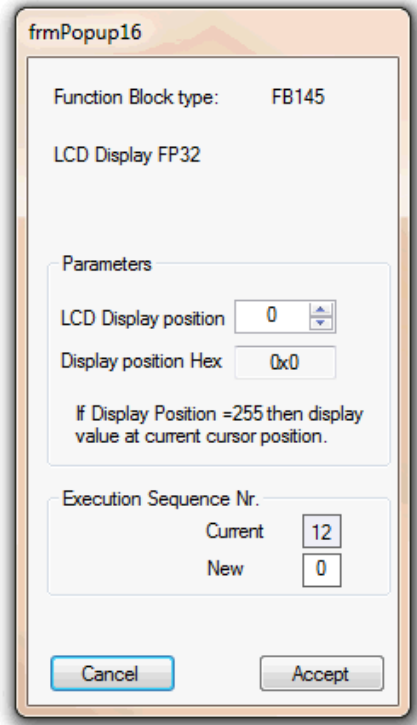 frmPopup16
Function Block type: FB145
LCD Display FP32
Parameters
LCD Display position 0
Display position Hex 0x0
If Display Position =255 then display
value at current cursor position.
Execution Sequence Nr.
Current 12
New 0
Cancel Accept